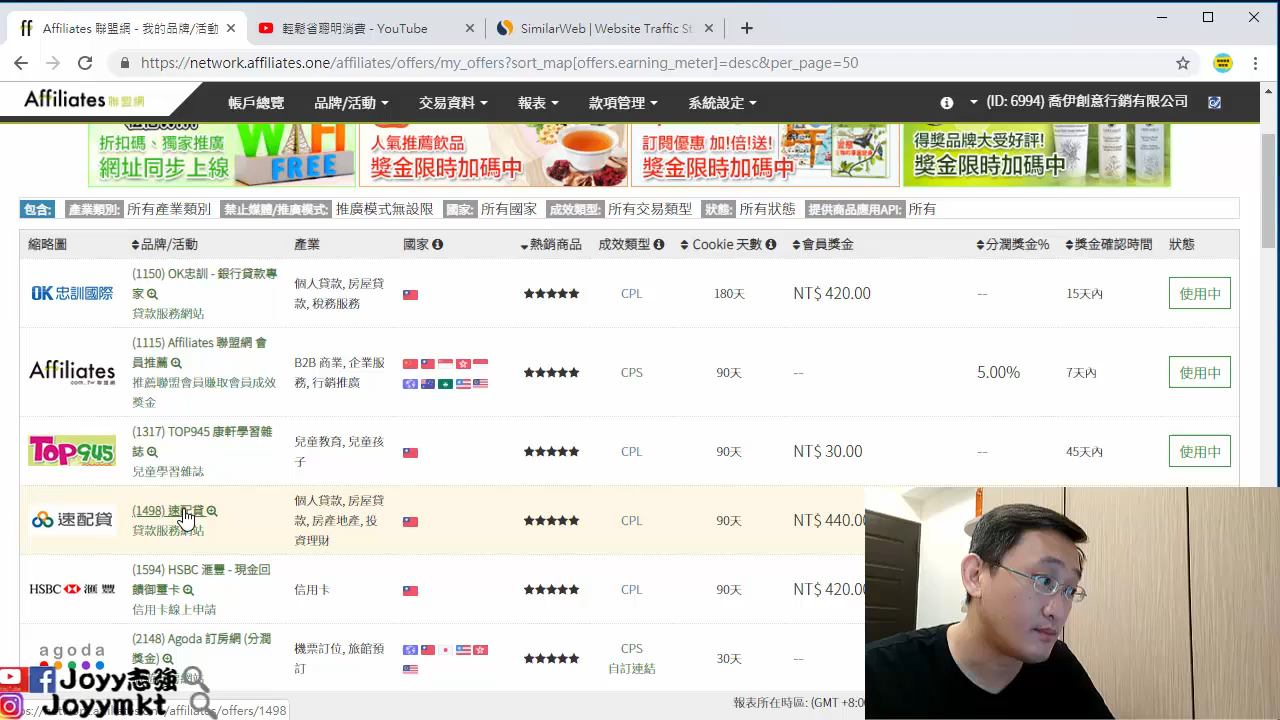 Affiliates 聯盟網 - 我的品牌/活動
輕鬆省聰明消費 - YouTube
SimilarWeb | Website Traffic St
https://network.affiliates.one/affiliates/offers/my_offers?sort_map[offers.earning_meter]=desc&per_page=50
Affiliates 聯盟網
帳戶總覽 品牌/活動 交易資料 報表 款項管理 系統設定
(ID: 6994) 喬伊創意行銷有限公司
折扣碼、獨家推廣
網址同步上線
WiFi
FREE
人氣推薦飲品
獎金限時加碼中
訂閱優惠 加!倍!送!
獎金限時加碼中
得獎品牌大受好評!
獎金限時加碼中
包含: 產業類別: 所有產業類別 禁止媒體/推廣模式: 推廣模式無設限 國家: 所有國家 成效類型: 所有交易類型 狀態: 所有狀態 提供商品應用API: 所有
縮略圖 品牌/活動 產業 國家 熱銷商品 成效類型 Cookie 天數 會員獎金 分潤獎金% 獎金確認時間 狀態
OK忠訓國際
(1150) OK忠訓 - 銀行貸款專
家
貸款服務網站
個人貸款, 房屋貸
款, 稅務服務
★★★★★ CPL 180天 NT$ 420.00 -- 15天內 使用中
Affiliates
com.tw聯盟網
(1115) Affiliates 聯盟網 會
員推薦
推薦聯盟會員賺取會員成效
獎金
B2B 商業, 企業服
務, 行銷推廣
★★★★★ CPS 90天 -- 5.00% 7天內 使用中
TOP945
(1317) TOP945 康軒學習雜
誌
兒童學習雜誌
兒童教育, 兒童孩
子
★★★★★ CPL 90天 NT$ 30.00 -- 45天內 使用中
速配貸
(1498) 速配貸
貸款服務網站
個人貸款, 房屋貸
款, 房產地產, 投
資理財
★★★★★ CPL 90天 NT$ 440.0
HSBC 滙豐
(1594) HSBC 滙豐 - 現金回
饋御璽卡
信用卡線上申請
信用卡
★★★★★ CPL 90天 NT$ 420.0
agoda
(2148) Agoda 訂房網 (分潤
獎金)
機票訂位, 旅館預
訂
★★★★★ CPS
自訂連結
30天 --
Joyy志強
Joyymkt
affiliates/offers/1498
報表所在時區: (GMT +8:0